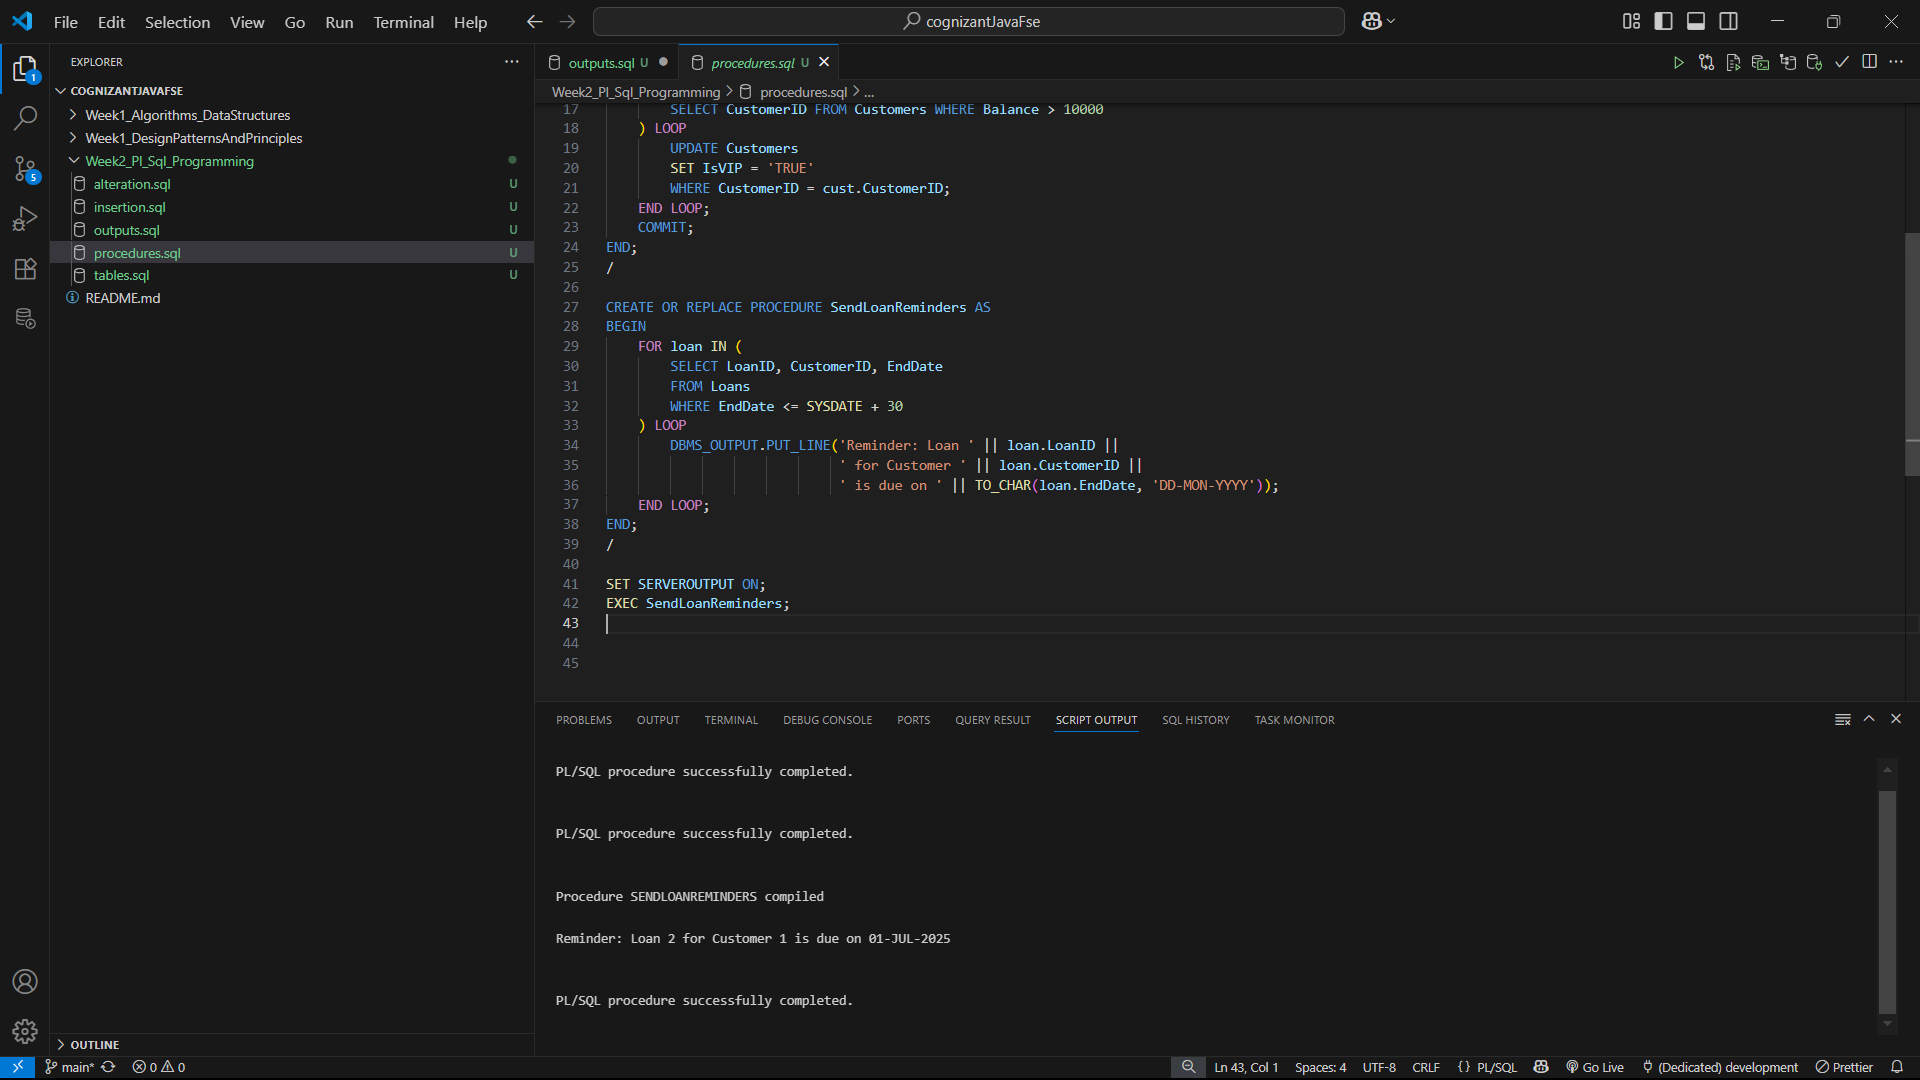 File Edit Selection View Go Run Terminal Help
cognizantJavaFse
EXPLORER
COGNIZANTJAVAFSE
Week1_Algorithms_DataStructures
Week1_DesignPatternsAndPrinciples
Week2_Pl_Sql_Programming
alteration.sql U
insertion.sql U
outputs.sql U
procedures.sql U
tables.sql U
README.md
OUTLINE
1
5
outputs.sql U
procedures.sql U
Week2_Pl_Sql_Programming > procedures.sql > ...
17 SELECT CustomerID FROM Customers WHERE Balance > 10000
18 ) LOOP
19 UPDATE Customers
20 SET IsVIP = 'TRUE'
21 WHERE CustomerID = cust.CustomerID;
22 END LOOP;
23 COMMIT;
24 END;
25 /
26
27 CREATE OR REPLACE PROCEDURE SendLoanReminders AS
28 BEGIN
29 FOR loan IN (
30 SELECT LoanID, CustomerID, EndDate
31 FROM Loans
32 WHERE EndDate <= SYSDATE + 30
33 ) LOOP
34 DBMS_OUTPUT.PUT_LINE('Reminder: Loan ' || loan.LoanID ||
35 ' for Customer ' || loan.CustomerID ||
36 ' is due on ' || TO_CHAR(loan.EndDate, 'DD-MON-YYYY'));
37 END LOOP;
38 END;
39 /
40
41 SET SERVEROUTPUT ON;
42 EXEC SendLoanReminders;
43
44
45
PROBLEMS OUTPUT TERMINAL DEBUG CONSOLE PORTS QUERY RESULT SCRIPT OUTPUT SQL HISTORY TASK MONITOR
PL/SQL procedure successfully completed.
PL/SQL procedure successfully completed.
Procedure SENDLOANREMINDERS compiled
Reminder: Loan 2 for Customer 1 is due on 01-JUL-2025
PL/SQL procedure successfully completed.
main* 0 0 Ln 43, Col 1 Spaces: 4 UTF-8 CRLF {} PL/SQL Go Live (Dedicated) development Prettier